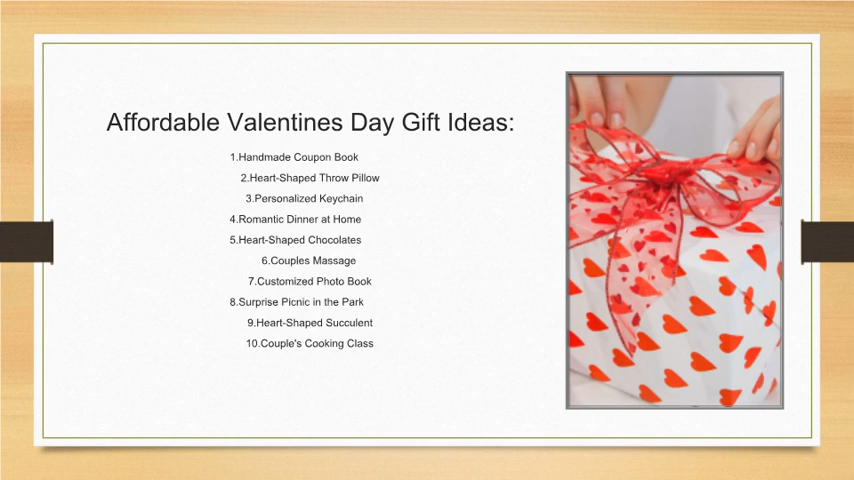 Affordable Valentines Day Gift Ideas:
1.Handmade Coupon Book
2.Heart-Shaped Throw Pillow
3.Personalized Keychain
4.Romantic Dinner at Home
5.Heart-Shaped Chocolates
6.Couples Massage
7.Customized Photo Book
8.Surprise Picnic in the Park
9.Heart-Shaped Succulent
10.Couple's Cooking Class